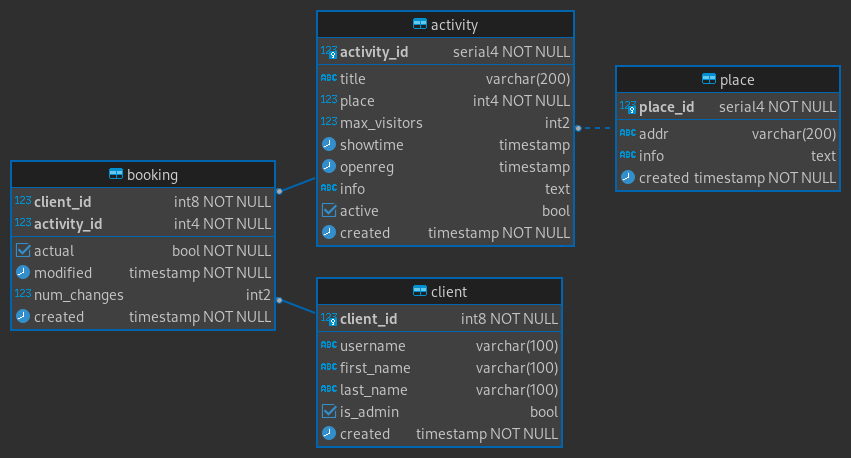 activity
123 activity_id serial4 NOT NULL
ABC title varchar(200)
123 place int4 NOT NULL
123 max_visitors int2
showtime timestamp
openreg timestamp
ABC info text
active bool
created timestamp NOT NULL
place
123 place_id serial4 NOT NULL
ABC addr varchar(200)
ABC info text
created timestamp NOT NULL
booking
123 client_id int8 NOT NULL
123 activity_id int4 NOT NULL
actual bool NOT NULL
modified timestamp NOT NULL
123 num_changes int2
created timestamp NOT NULL
client
123 client_id int8 NOT NULL
ABC username varchar(100)
ABC first_name varchar(100)
ABC last_name varchar(100)
is_admin bool
created timestamp NOT NULL